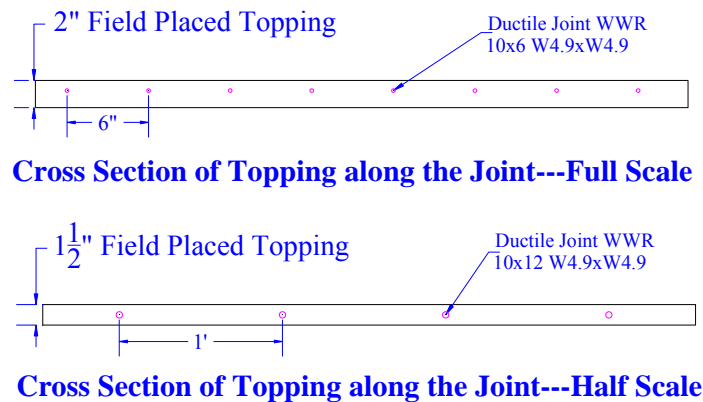 2" Field Placed Topping
Ductile Joint WWR
10x6 W4.9xW4.9
6"
Cross Section of Topping along the Joint---Full Scale
1 1/2" Field Placed Topping
Ductile Joint WWR
10x12 W4.9xW4.9
1'
Cross Section of Topping along the Joint---Half Scale